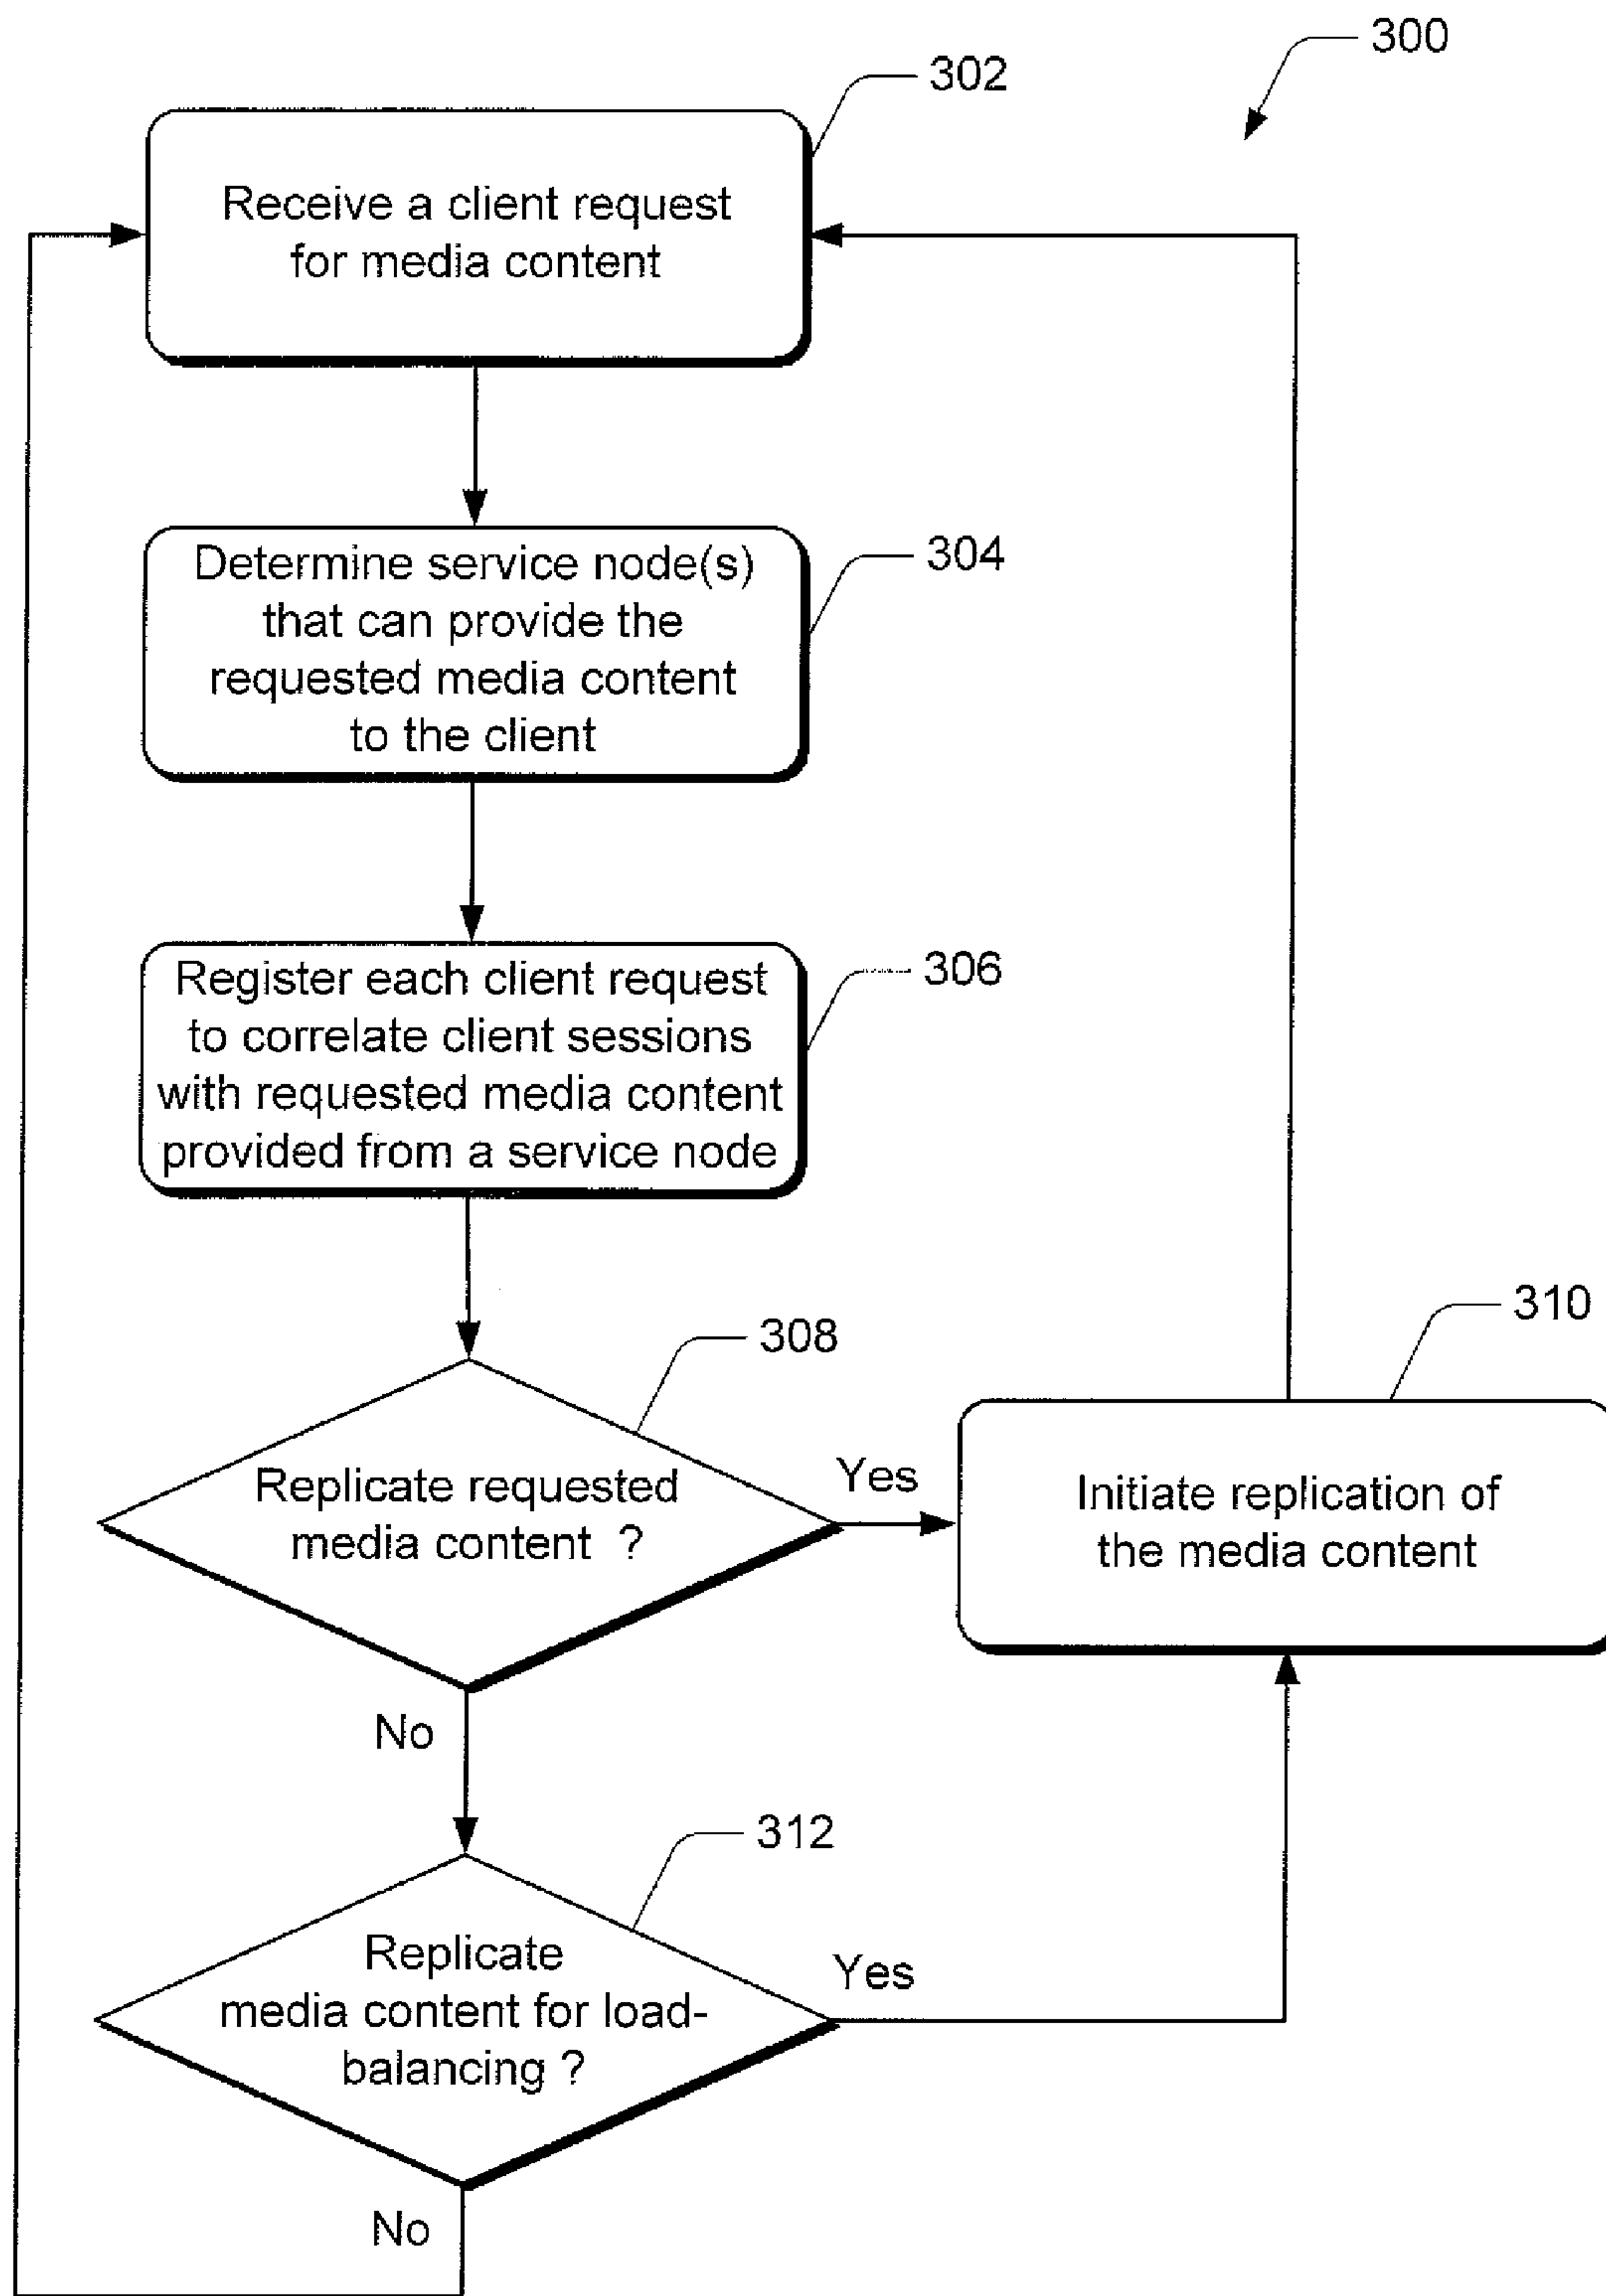 300
302
Receive a client request
for media content
304
Determine service node(s)
that can provide the
requested media content
to the client
306
Register each client request
to correlate client sessions
with requested media content
provided from a service node
308
Replicate requested
media content ?
Yes
310
Initiate replication of
the media content
No
312
Replicate
media content for load-
balancing ?
Yes
No